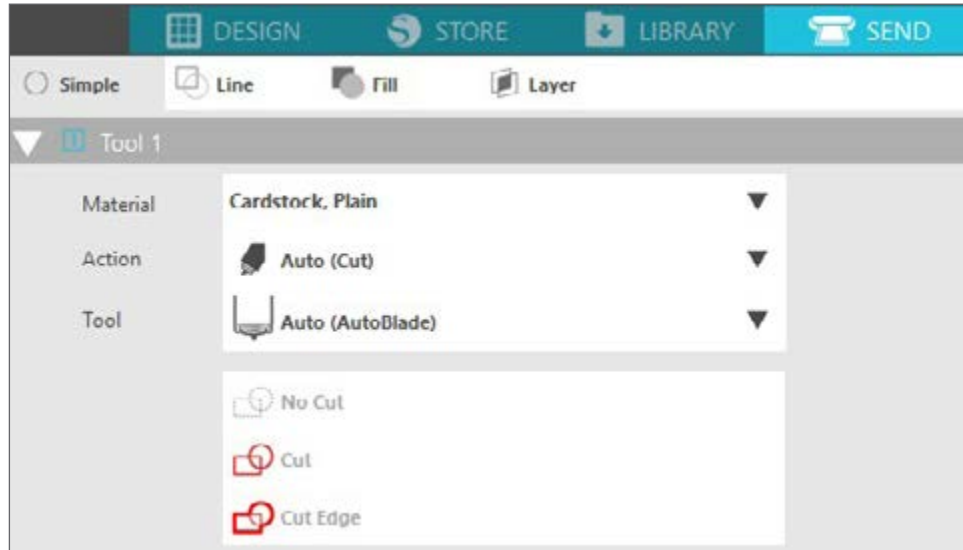 DESIGN STORE LIBRARY SEND
Simple Line Fill Layer
1 Tool 1
Material Cardstock, Plain
Action Auto (Cut)
Tool Auto (AutoBlade)
No Cut
Cut
Cut Edge